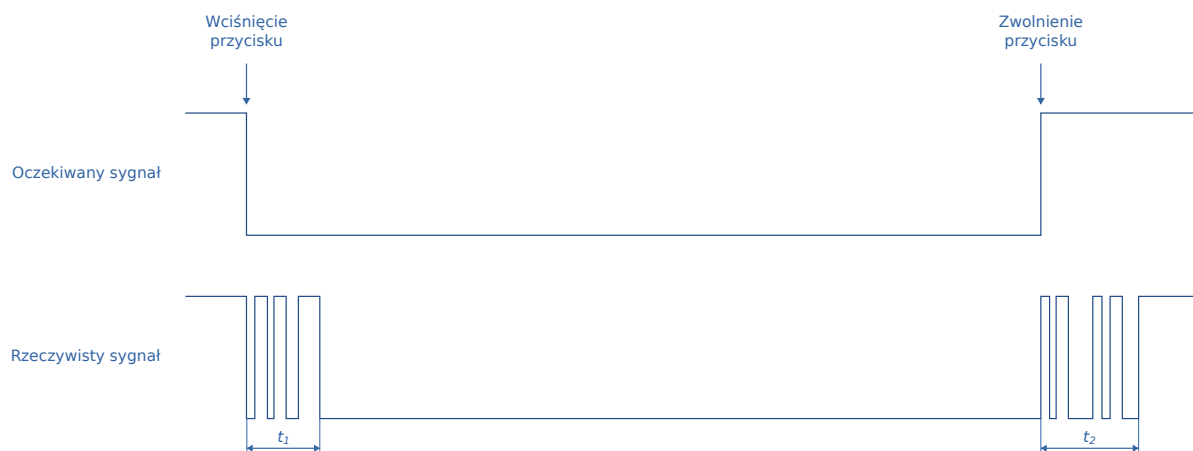 Wciśnięcie
przycisku
Zwolnienie
przycisku
Oczekiwany sygnał
Rzeczywisty sygnał
t1
t2